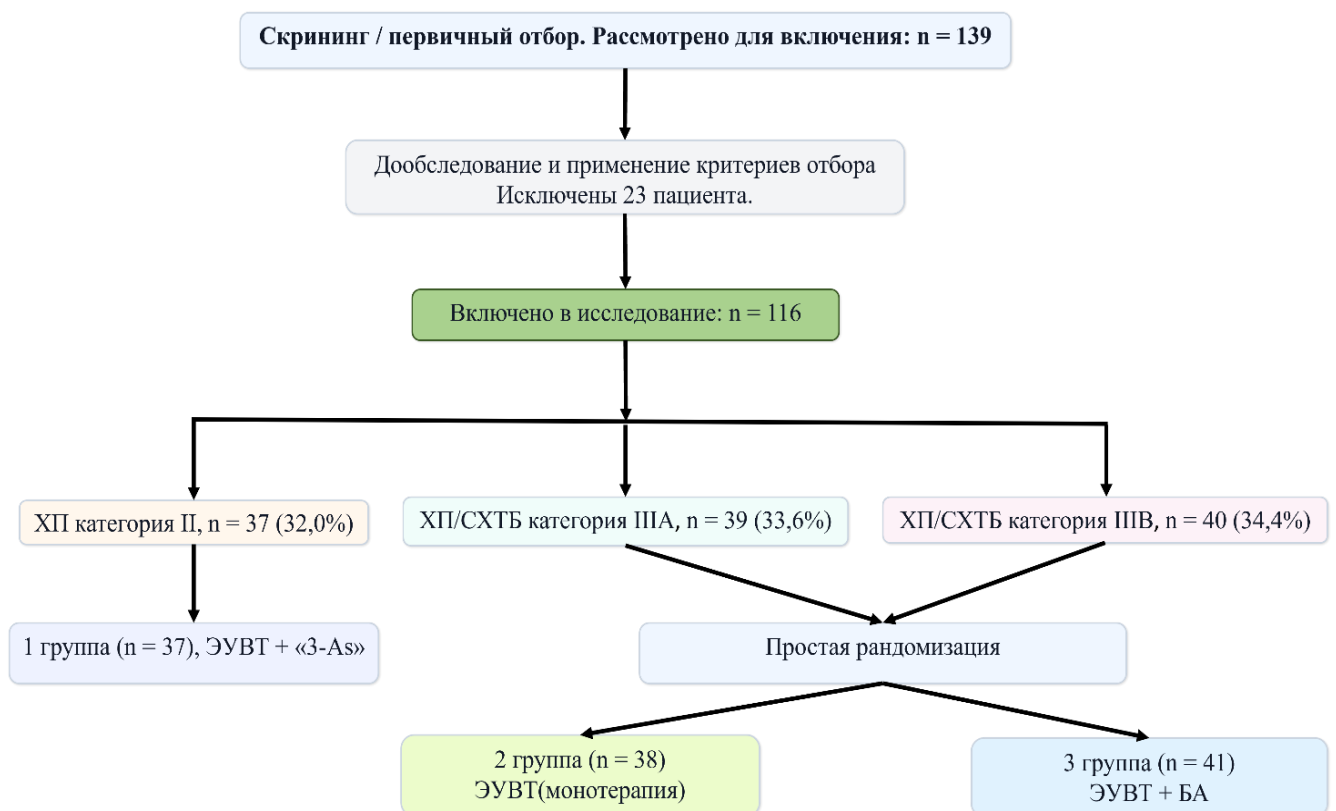 Скрининг / первичный отбор. Рассмотрено для включения: n = 139
Дообследование и применение критериев отбора
Исключены 23 пациента.
Включено в исследование: n = 116
ХП категория II, n = 37 (32,0%)
ХП/СХТБ категория IIIA, n = 39 (33,6%)
ХП/СХТБ категория IIIB, n = 40 (34,4%)
1 группа (n = 37), ЭУВТ + «3-As»
Простая рандомизация
2 группа (n = 38)
ЭУВТ(монотерапия)
3 группа (n = 41)
ЭУВТ + БА